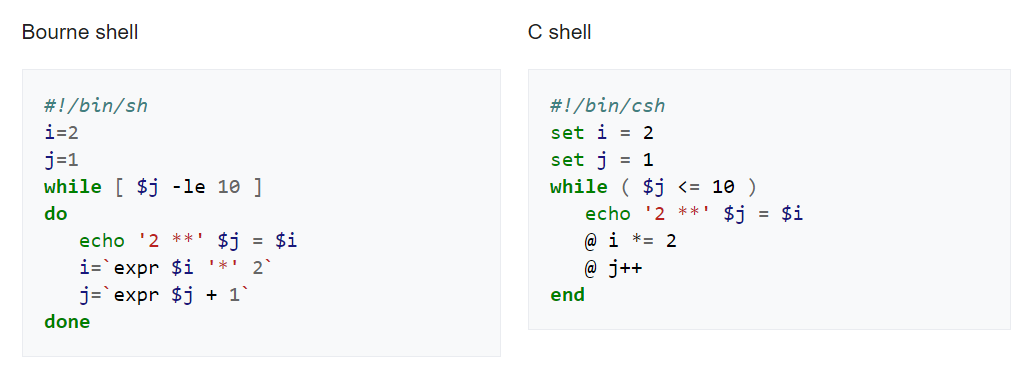 Bourne shell
#!/bin/sh
i=2
j=1
while [ $j -le 10 ]
do
   echo '2 **' $j = $i
   i=`expr $i '*' 2`
   j=`expr $j + 1`
done
C shell
#!/bin/csh
set i = 2
set j = 1
while ( $j <= 10 )
   echo '2 **' $j = $i
   @ i *= 2
   @ j++
end